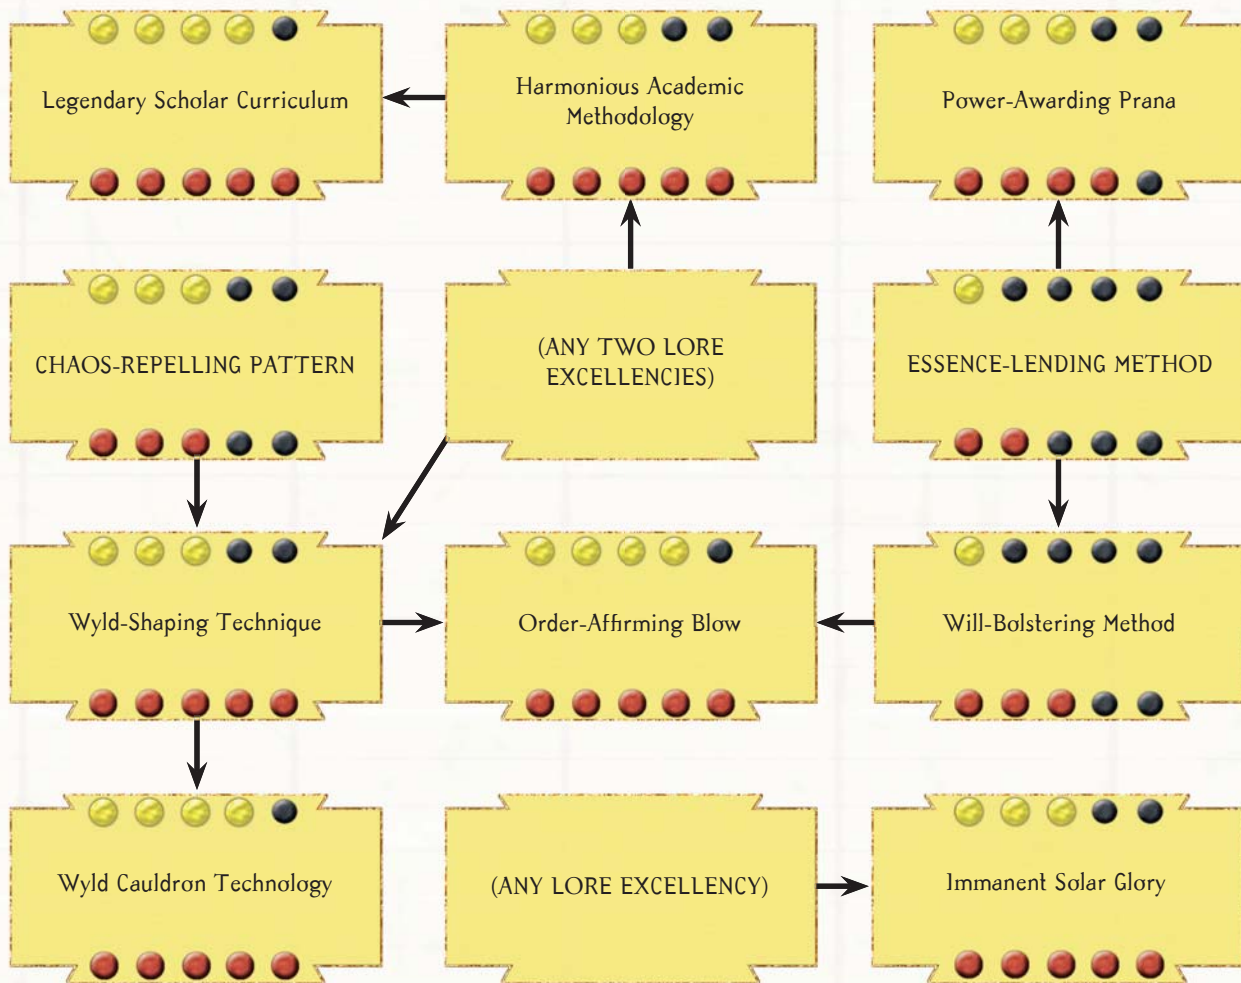 Legendary Scholar Curriculum
Harmonious Academic
Methodology
Power-Awarding Prana
CHAOS-REPELLING PATTERN
(ANY TWO LORE
EXCELLENCIES)
ESSENCE-LENDING METHOD
Wyld-Shaping Technique
Order-Affirming Blow
Will-Bolstering Method
Wyld Cauldron Technology
(ANY LORE EXCELLENCY)
Immanent Solar Glory